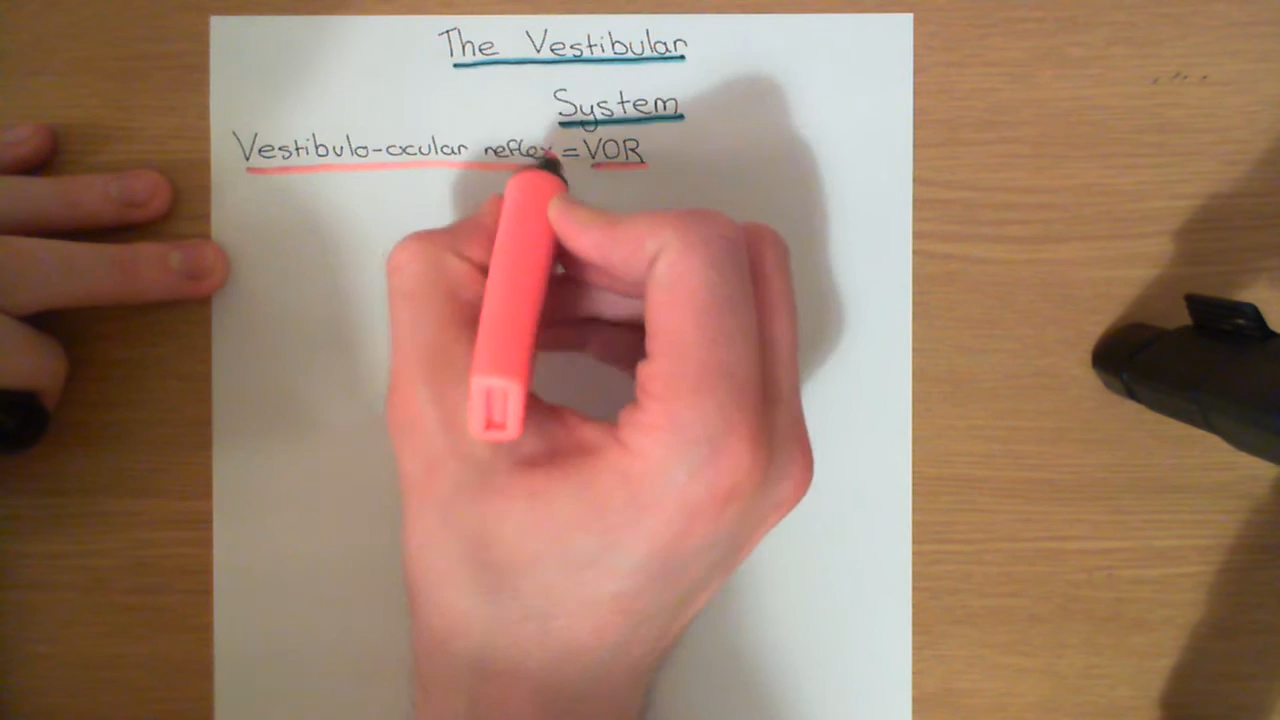 The Vestibular
System
Vestibulo-ocular reflex = VOR